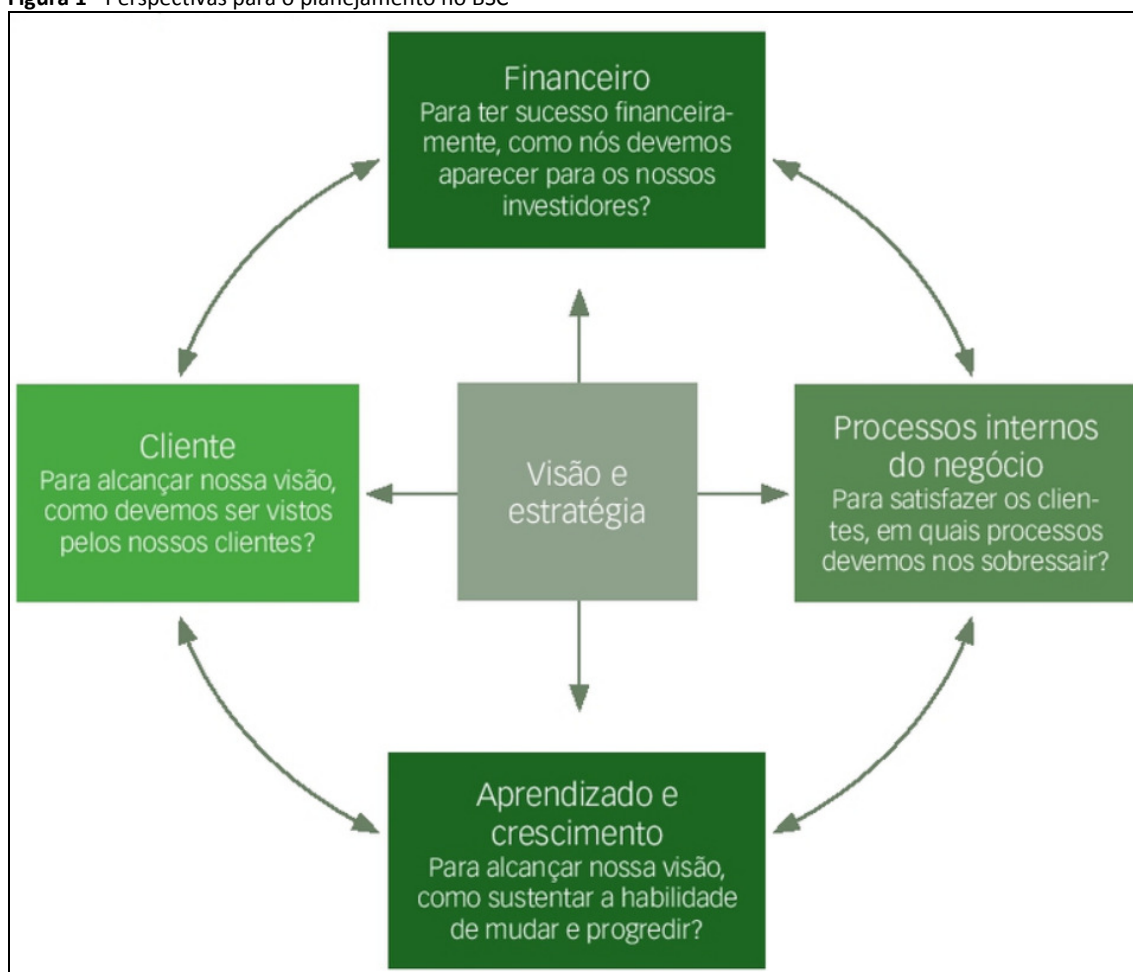 Figura 1 - Perspectivas para o planejamento no BSC
Financeiro
Para ter sucesso financeira-
mente, como nós devemos
aparecer para os nossos
investidores?
Cliente
Para alcançar nossa visão,
como devemos ser vistos
pelos nossos clientes?
Visão e
estratégia
Processos internos
do negócio
Para satisfazer os clien-
tes, em quais processos
devemos nos sobressair?
Aprendizado e
crescimento
Para alcançar nossa visão,
como sustentar a habilidade
de mudar e progredir?